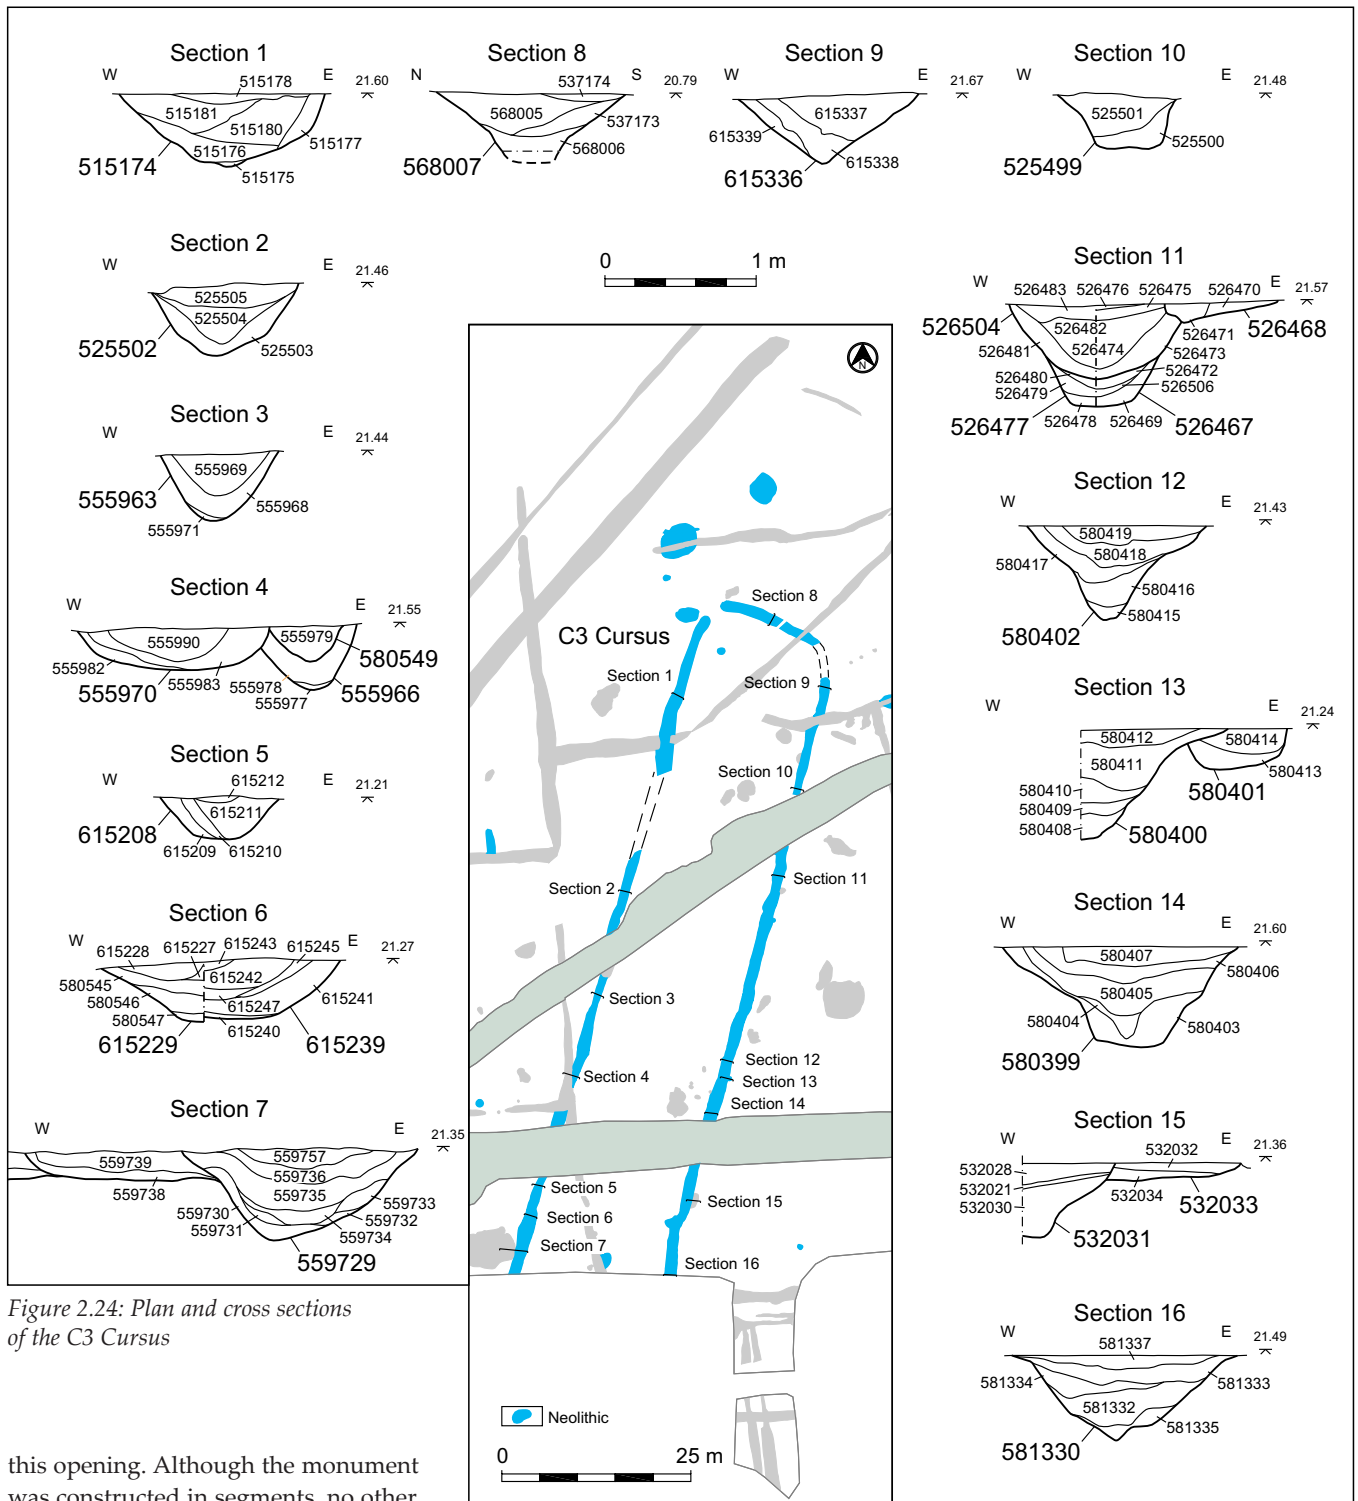 Section 1
W
E
21.60
515178
515181
515180
515177
515176
515175
515174
Section 8
N
S
20.79
537174
568005
537173
568006
568007
Section 9
W
E
21.67
615337
615339
615338
615336
Section 10
W
E
21.48
525501
525500
525499
Section 2
W
E
21.46
525505
525504
525503
525502
0
1 m
Section 11
W
E
21.57
526483
526476
526475
526470
526504
526482
526471
526468
526481
526474
526473
526480
526472
526479
526506
526477
526478
526469
526467
Section 3
W
E
21.44
555969
555963
555968
555971
Section 12
W
E
21.43
580419
580418
580417
580416
580415
580402
Section 4
W
E
21.55
555990
555979
580549
555982
555983
555978
555970
555977
555966
Section 13
W
E
21.24
580412
580414
580411
580413
580410
580401
580409
580408
580400
Section 5
W
E
21.21
615212
615211
615208
615209
615210
Section 6
W
E
21.27
615228
615227
615243
615245
615242
580545
580546
615247
615241
580547
615240
615229
615239
Section 14
W
E
21.60
580407
580406
580405
580404
580403
580399
Section 7
W
E
21.35
559739
559757
559736
559738
559735
559733
559730
559732
559731
559734
559729
Section 15
W
E
21.36
532032
532028
532021
532034
532033
532030
532031
Section 16
W
E
21.49
581337
581334
581333
581332
581335
581330
N
C3 Cursus
Section 8
Section 1
Section 9
Section 10
Section 2
Section 11
Section 3
Section 12
Section 4
Section 13
Section 14
Section 5
Section 15
Section 6
Section 7
Section 16
Neolithic
0
25 m
Figure 2.24: Plan and cross sections
of the C3 Cursus
this opening. Although the monument
was constructed in segments, no other